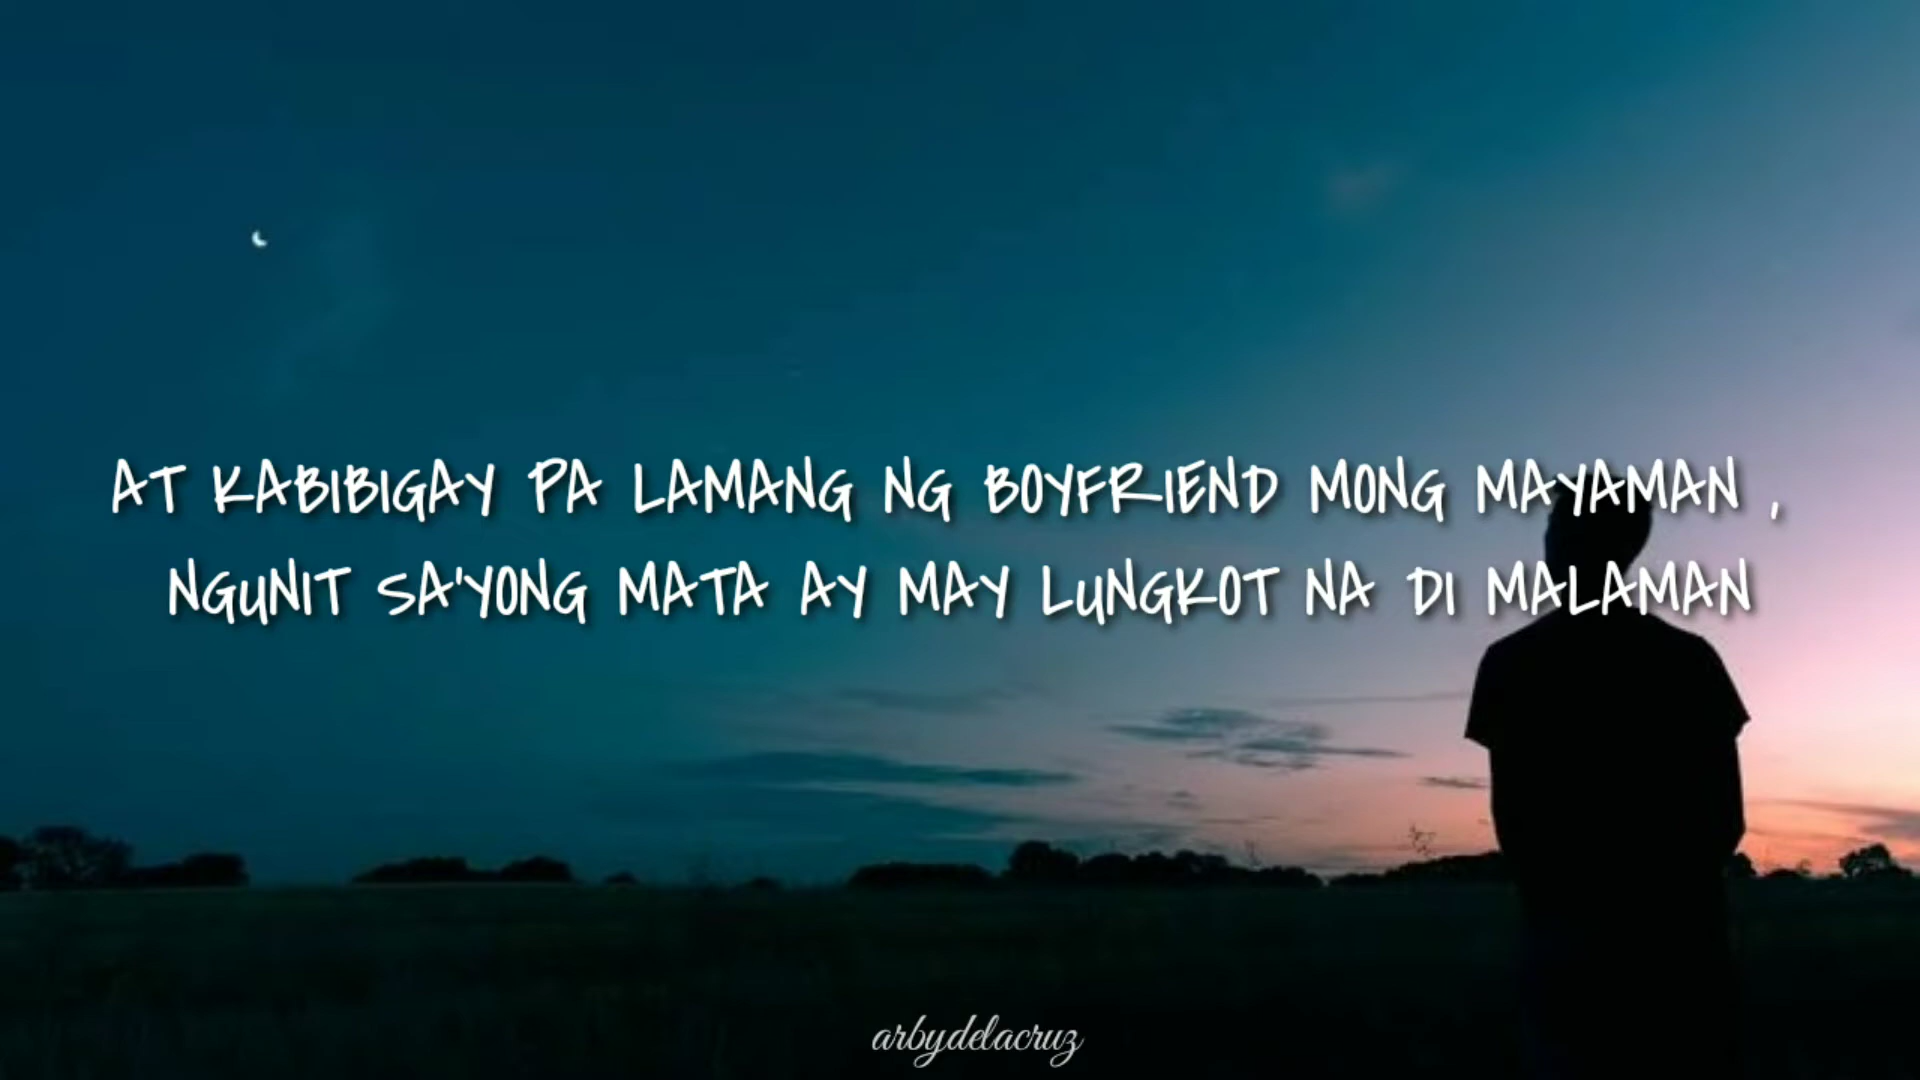 AT KABIBIGAY PA LAMANG NG BOYFRIEND MONG MAYAMAN ,
NGUNIT SA'YONG MATA AY MAY LUNGKOT NA DI MALAMAN
arbydelacruz